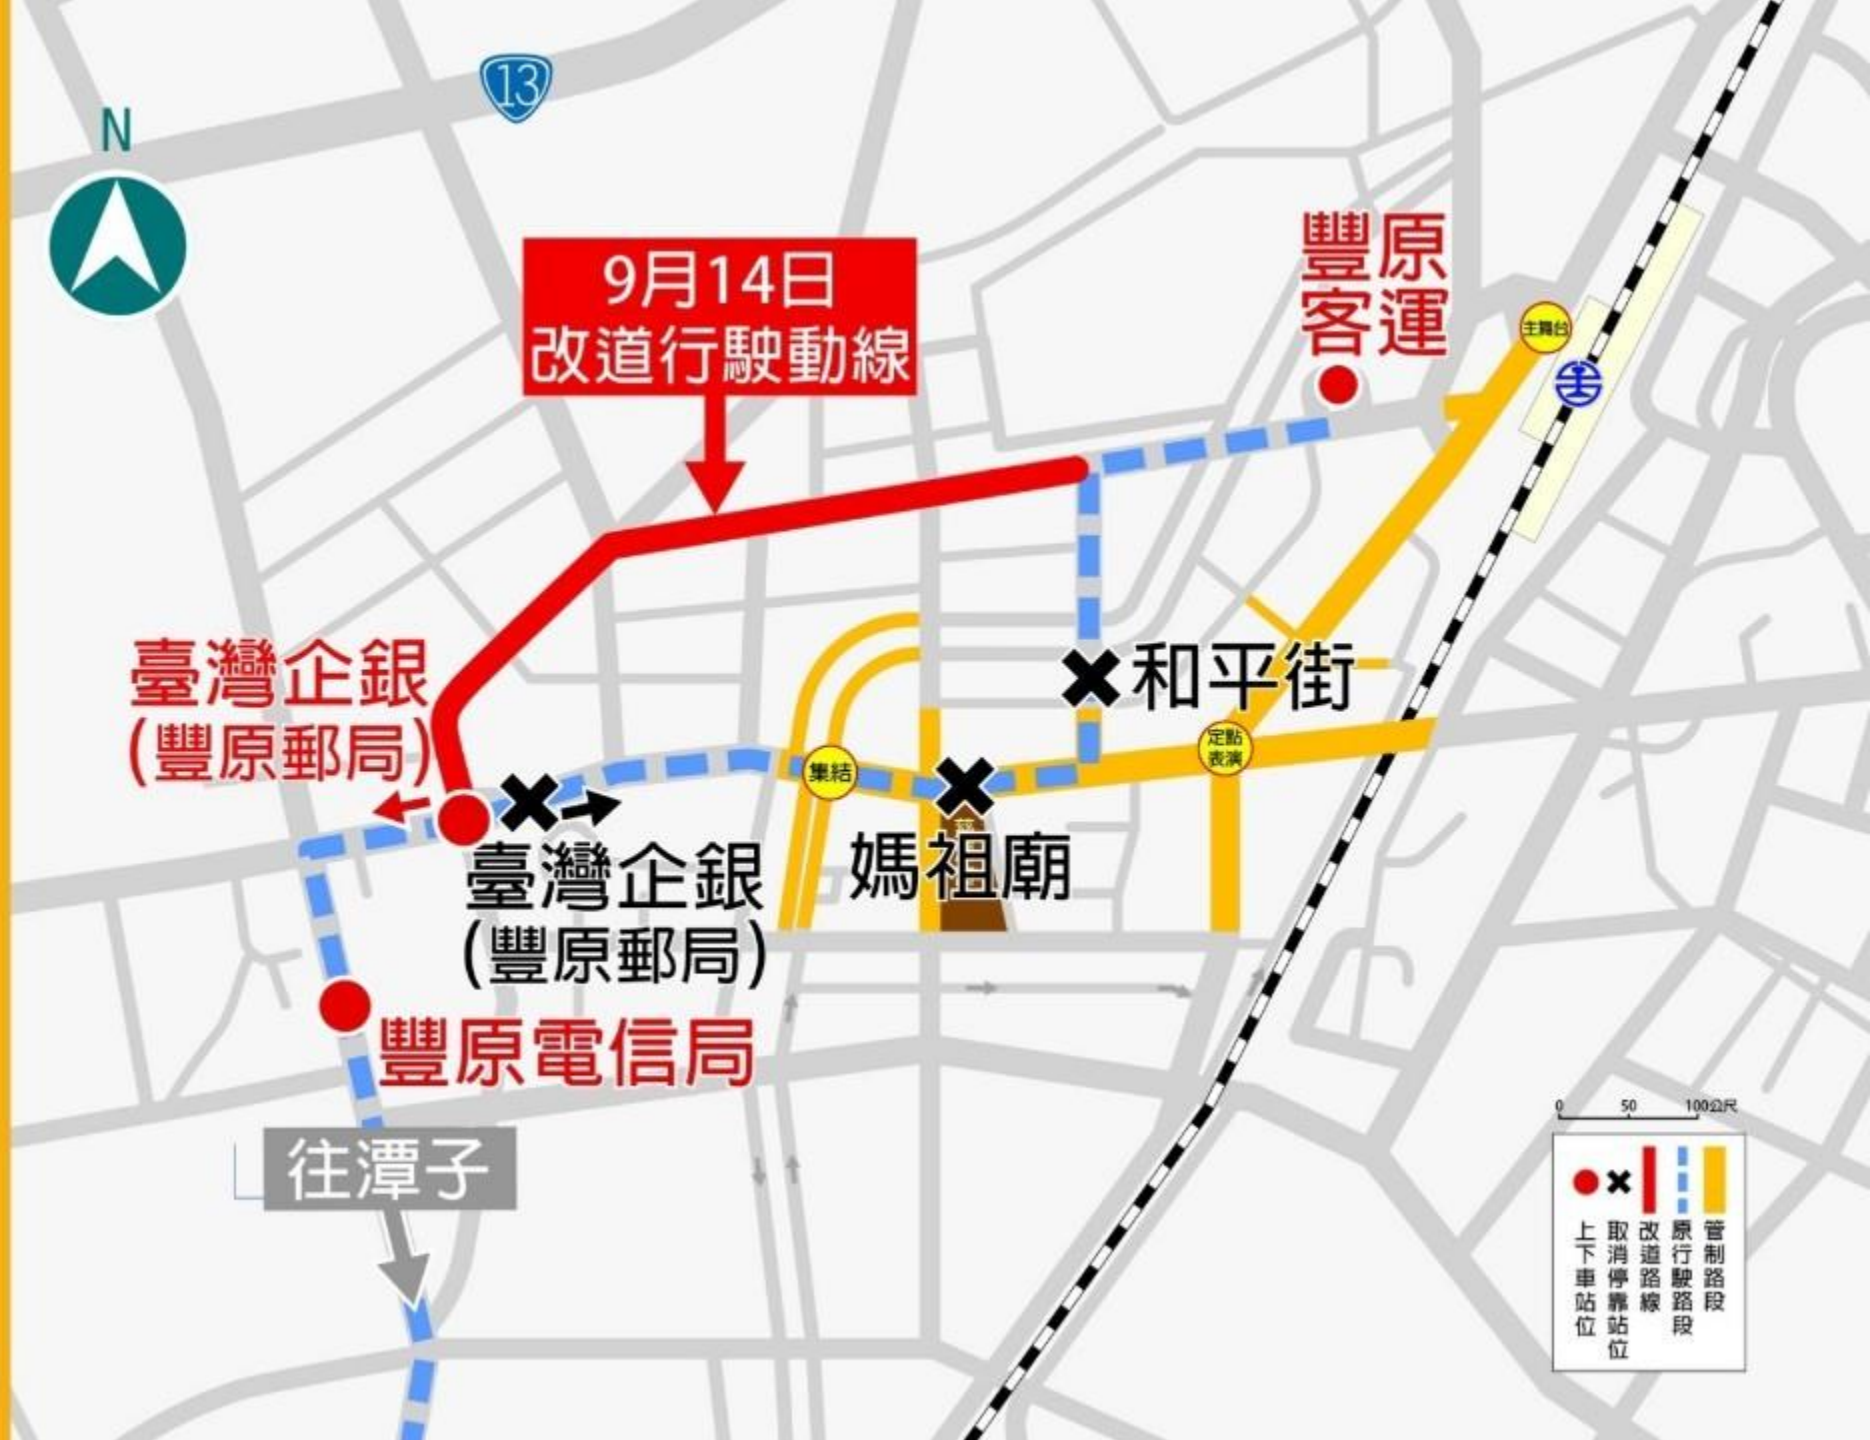 13
N
9月14日
改道行駛動線
豐原
客運
主舞台
臺灣企銀
(豐原郵局)
和平街
定點
表演
集結
媽祖廟
臺灣企銀
(豐原郵局)
豐原電信局
往潭子
0 50 100公尺
上下車站位
取消停靠站位
改道路線
原行駛路段
管制路段